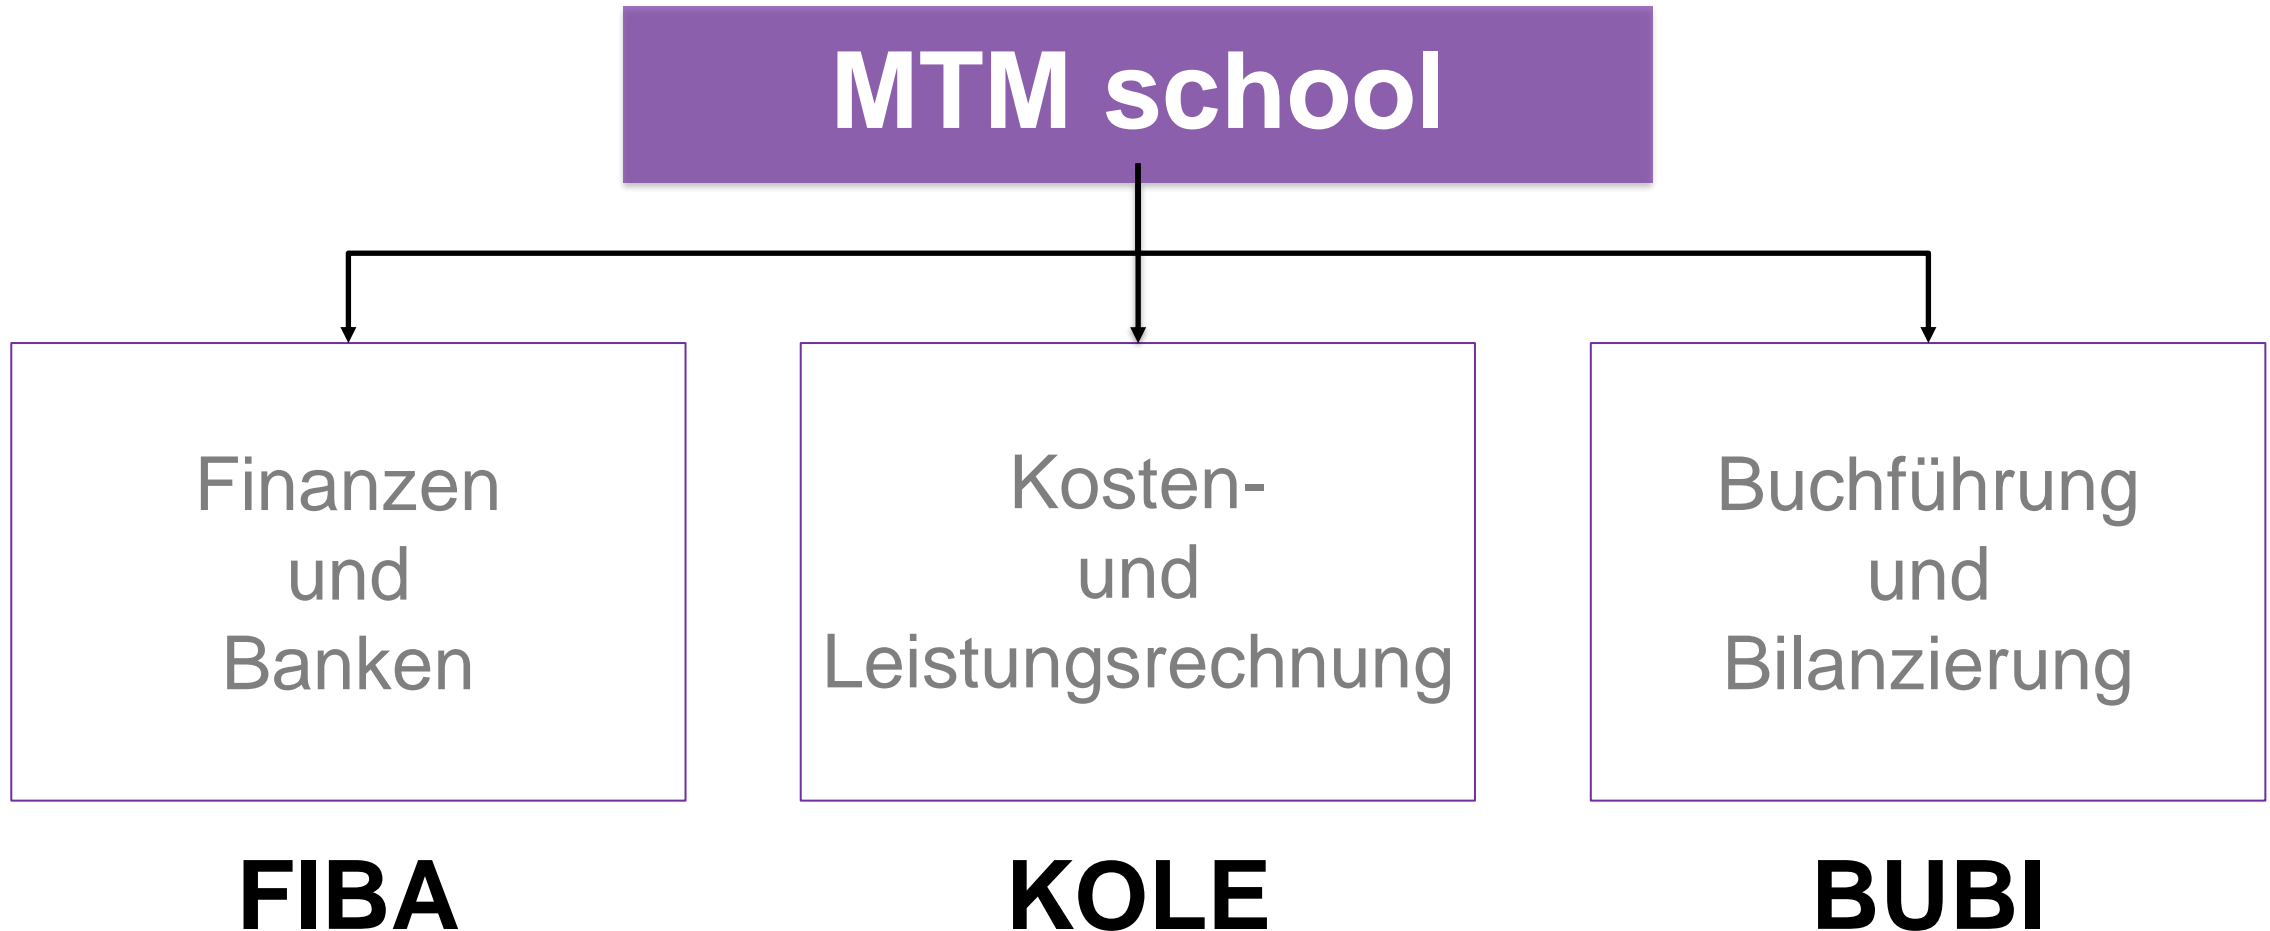 MTM school
Finanzen
und
Banken
Kosten-
und
Leistungsrechnung
Buchführung
und
Bilanzierung
FIBA
KOLE
BUBI